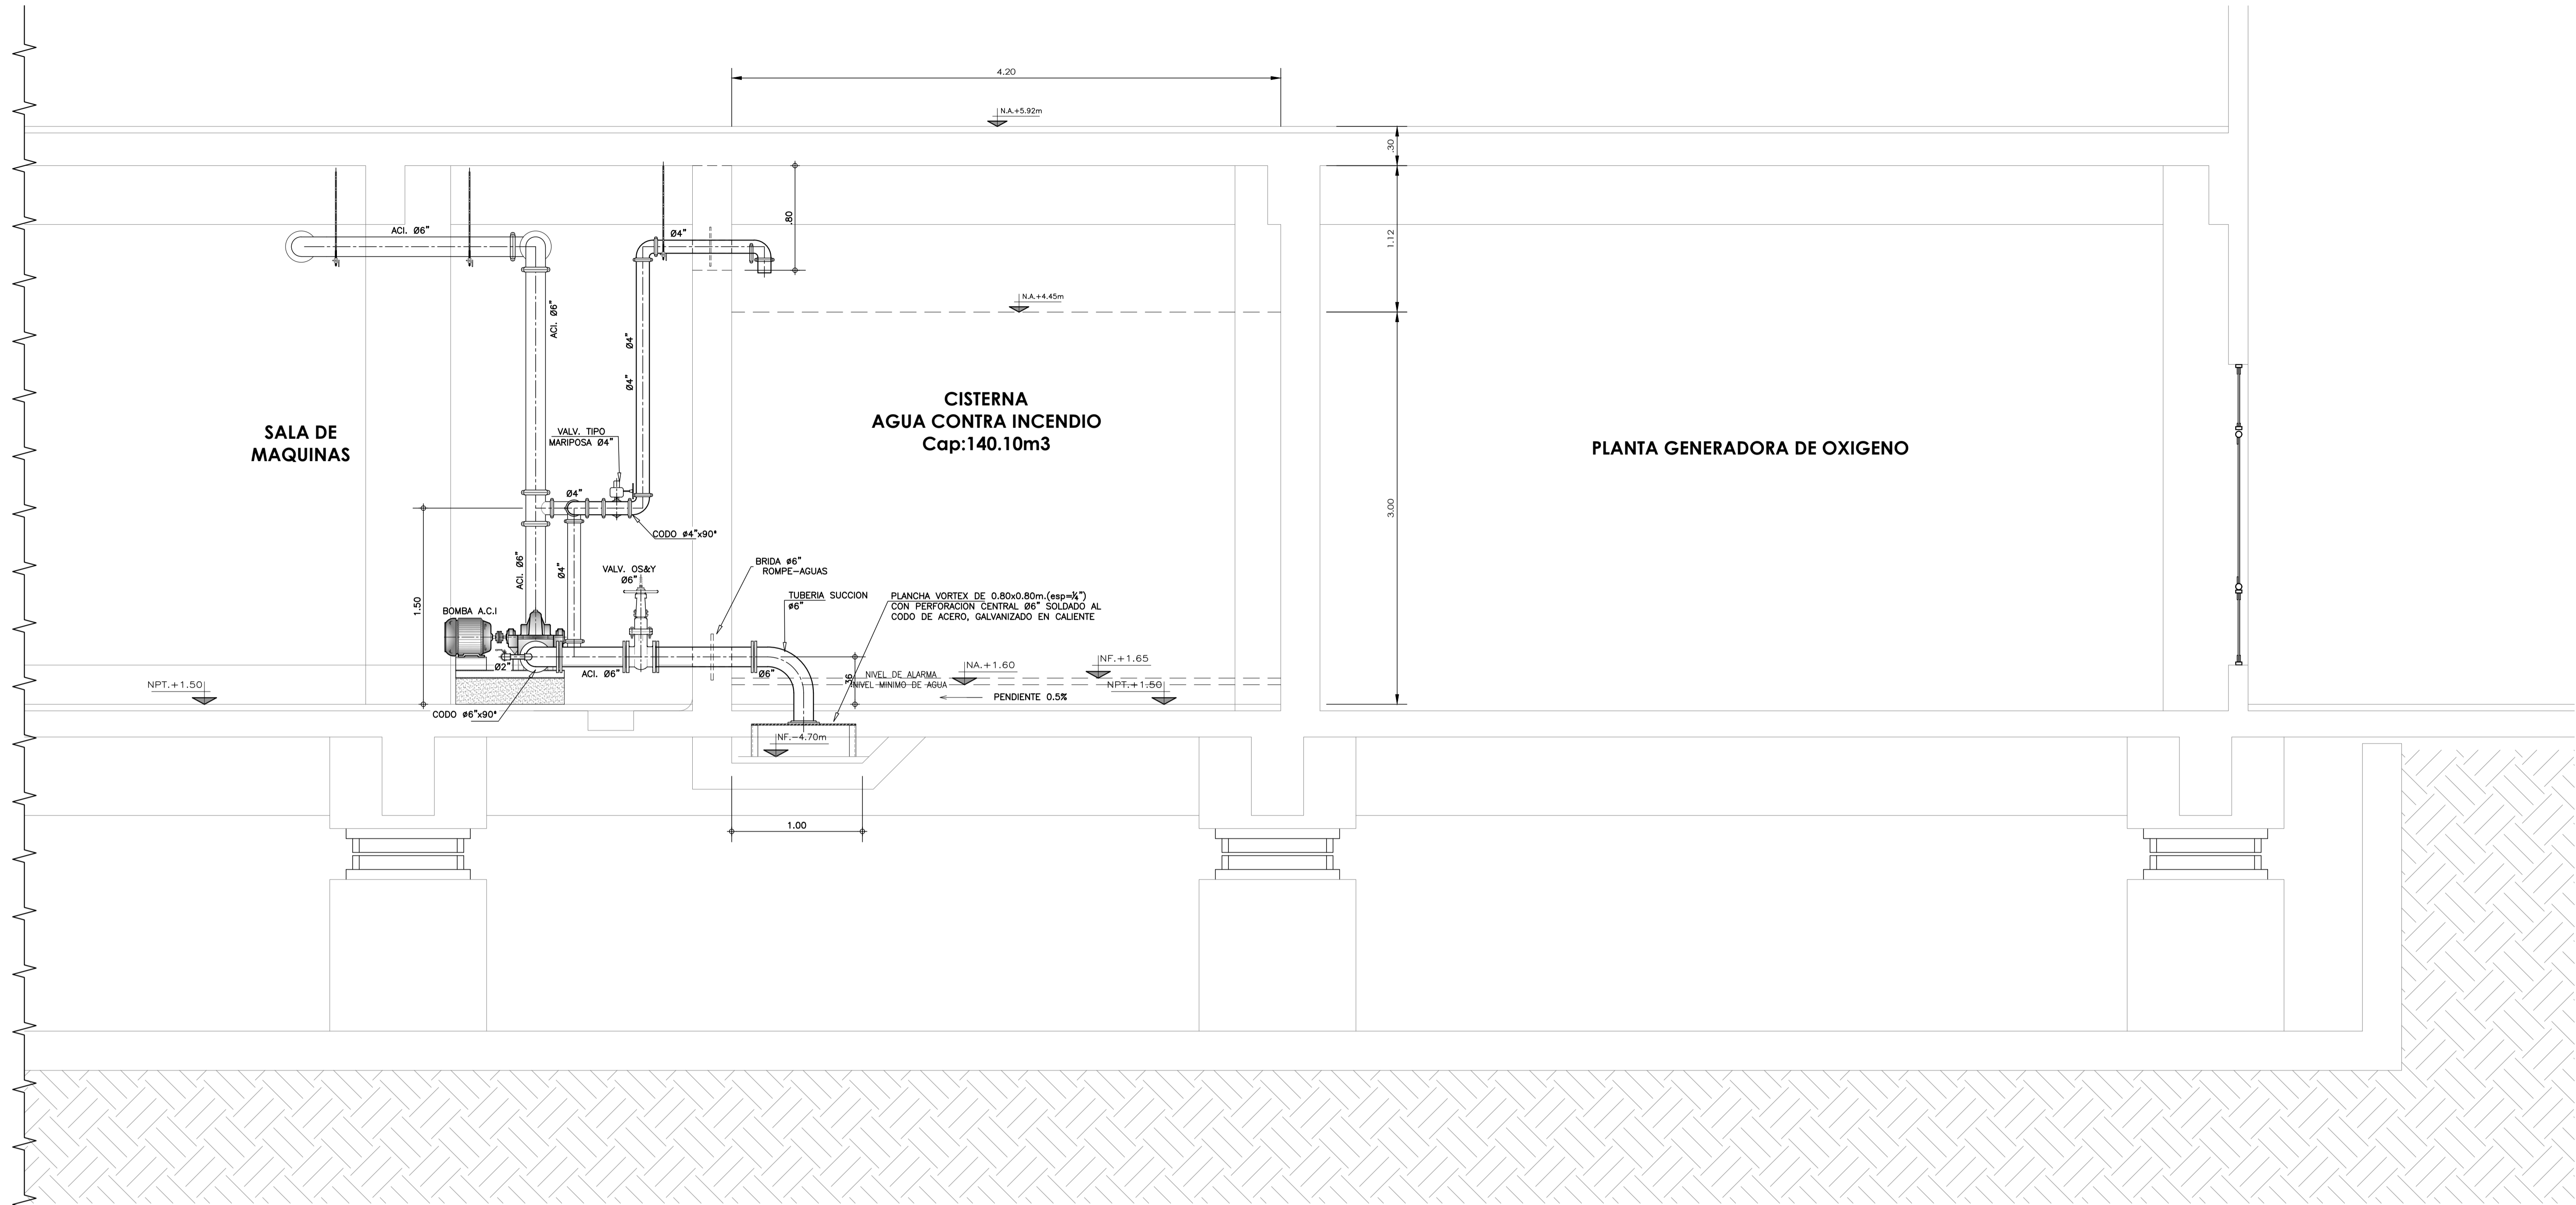 4.20
N.A.+5.92m
.30
ACI. Ø6"
Ø4"
.80
1.12
N.A.+4.45m
ACI. Ø6"
Ø4"
Ø4"
CISTERNA
AGUA CONTRA INCENDIO
Cap:140.10m3
SALA DE
MAQUINAS
VALV. TIPO
MARIPOSA Ø4"
PLANTA GENERADORA DE OXIGENO
Ø4"
3.00
CODO Ø4"x90°
ACI. Ø6"
Ø4"
VALV. OS&Y
Ø6"
BRIDA Ø6"
ROMPE-AGUAS
1.50
BOMBA A.C.I
TUBERIA SUCCION
Ø6"
PLANCHA VORTEX DE 0.80x0.80m.(esp=¼")
CON PERFORACION CENTRAL Ø6" SOLDADO AL
CODO DE ACERO, GALVANIZADO EN CALIENTE
Ø2"
ACI. Ø6"
Ø6"
.36
NIVEL DE ALARMA
NIVEL MINIMO DE AGUA
NA.+1.60
NF.+1.65
NPT.+1.50
NPT.+1.50
PENDIENTE 0.5%
CODO Ø6"x90°
NF.-4.70m
1.00